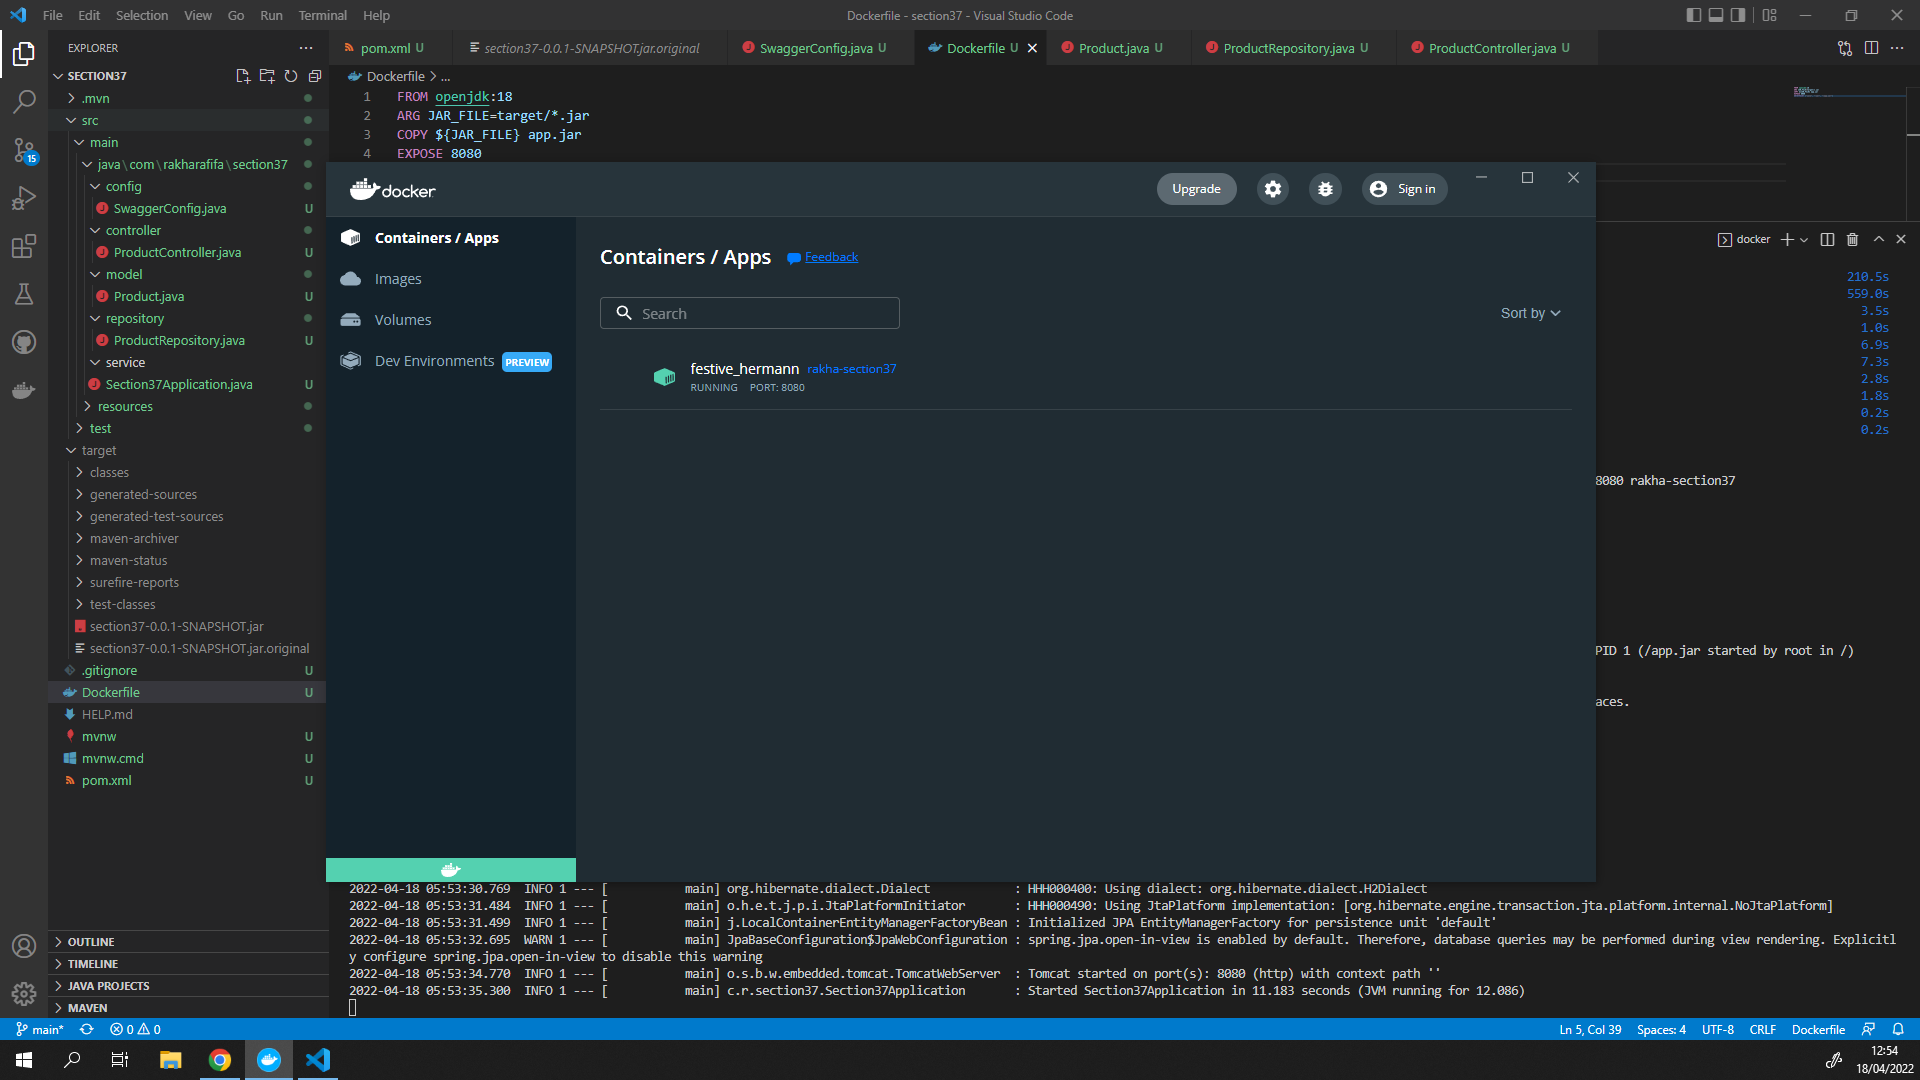 File Edit Selection View Go Run Terminal Help
Dockerfile - section37 - Visual Studio Code
EXPLORER
SECTION37
.mvn
src
main
java\com\rakharafifa\section37
config
SwaggerConfig.java U
controller
ProductController.java U
model
Product.java U
repository
ProductRepository.java U
service
Section37Application.java U
resources
test
target
classes
generated-sources
generated-test-sources
maven-archiver
maven-status
surefire-reports
test-classes
section37-0.0.1-SNAPSHOT.jar
section37-0.0.1-SNAPSHOT.jar.original
.gitignore U
Dockerfile U
HELP.md
mvnw U
mvnw.cmd U
pom.xml U
OUTLINE
TIMELINE
JAVA PROJECTS
MAVEN
15
pom.xml U
section37-0.0.1-SNAPSHOT.jar.original
SwaggerConfig.java U
Dockerfile U
Product.java U
ProductRepository.java U
ProductController.java U
Dockerfile > ...
1 FROM openjdk:18
2 ARG JAR_FILE=target/*.jar
3 COPY ${JAR_FILE} app.jar
4 EXPOSE 8080
docker
Upgrade
Sign in
Containers / Apps
Images
Volumes
Dev Environments PREVIEW
Containers / Apps Feedback
Search
Sort by
festive_hermann rakha-section37
RUNNING PORT: 8080
docker
210.5s
559.0s
3.5s
1.0s
6.9s
7.3s
2.8s
1.8s
0.2s
0.2s
8080 rakha-section37
PID 1 (/app.jar started by root in /)
aces.
2022-04-18 05:53:30.769 INFO 1 --- [ main] org.hibernate.dialect.Dialect : HHH000400: Using dialect: org.hibernate.dialect.H2Dialect
2022-04-18 05:53:31.484 INFO 1 --- [ main] o.h.e.t.j.p.i.JtaPlatformInitiator : HHH000490: Using JtaPlatform implementation: [org.hibernate.engine.transaction.jta.platform.internal.NoJtaPlatform]
2022-04-18 05:53:31.499 INFO 1 --- [ main] j.LocalContainerEntityManagerFactoryBean : Initialized JPA EntityManagerFactory for persistence unit 'default'
2022-04-18 05:53:32.695 WARN 1 --- [ main] JpaBaseConfiguration$JpaWebConfiguration : spring.jpa.open-in-view is enabled by default. Therefore, database queries may be performed during view rendering. Explicitl
y configure spring.jpa.open-in-view to disable this warning
2022-04-18 05:53:34.770 INFO 1 --- [ main] o.s.b.w.embedded.tomcat.TomcatWebServer : Tomcat started on port(s): 8080 (http) with context path ''
2022-04-18 05:53:35.300 INFO 1 --- [ main] c.r.section37.Section37Application : Started Section37Application in 11.183 seconds (JVM running for 12.086)
main* 0 0
Ln 5, Col 39 Spaces: 4 UTF-8 CRLF Dockerfile
12:54
18/04/2022